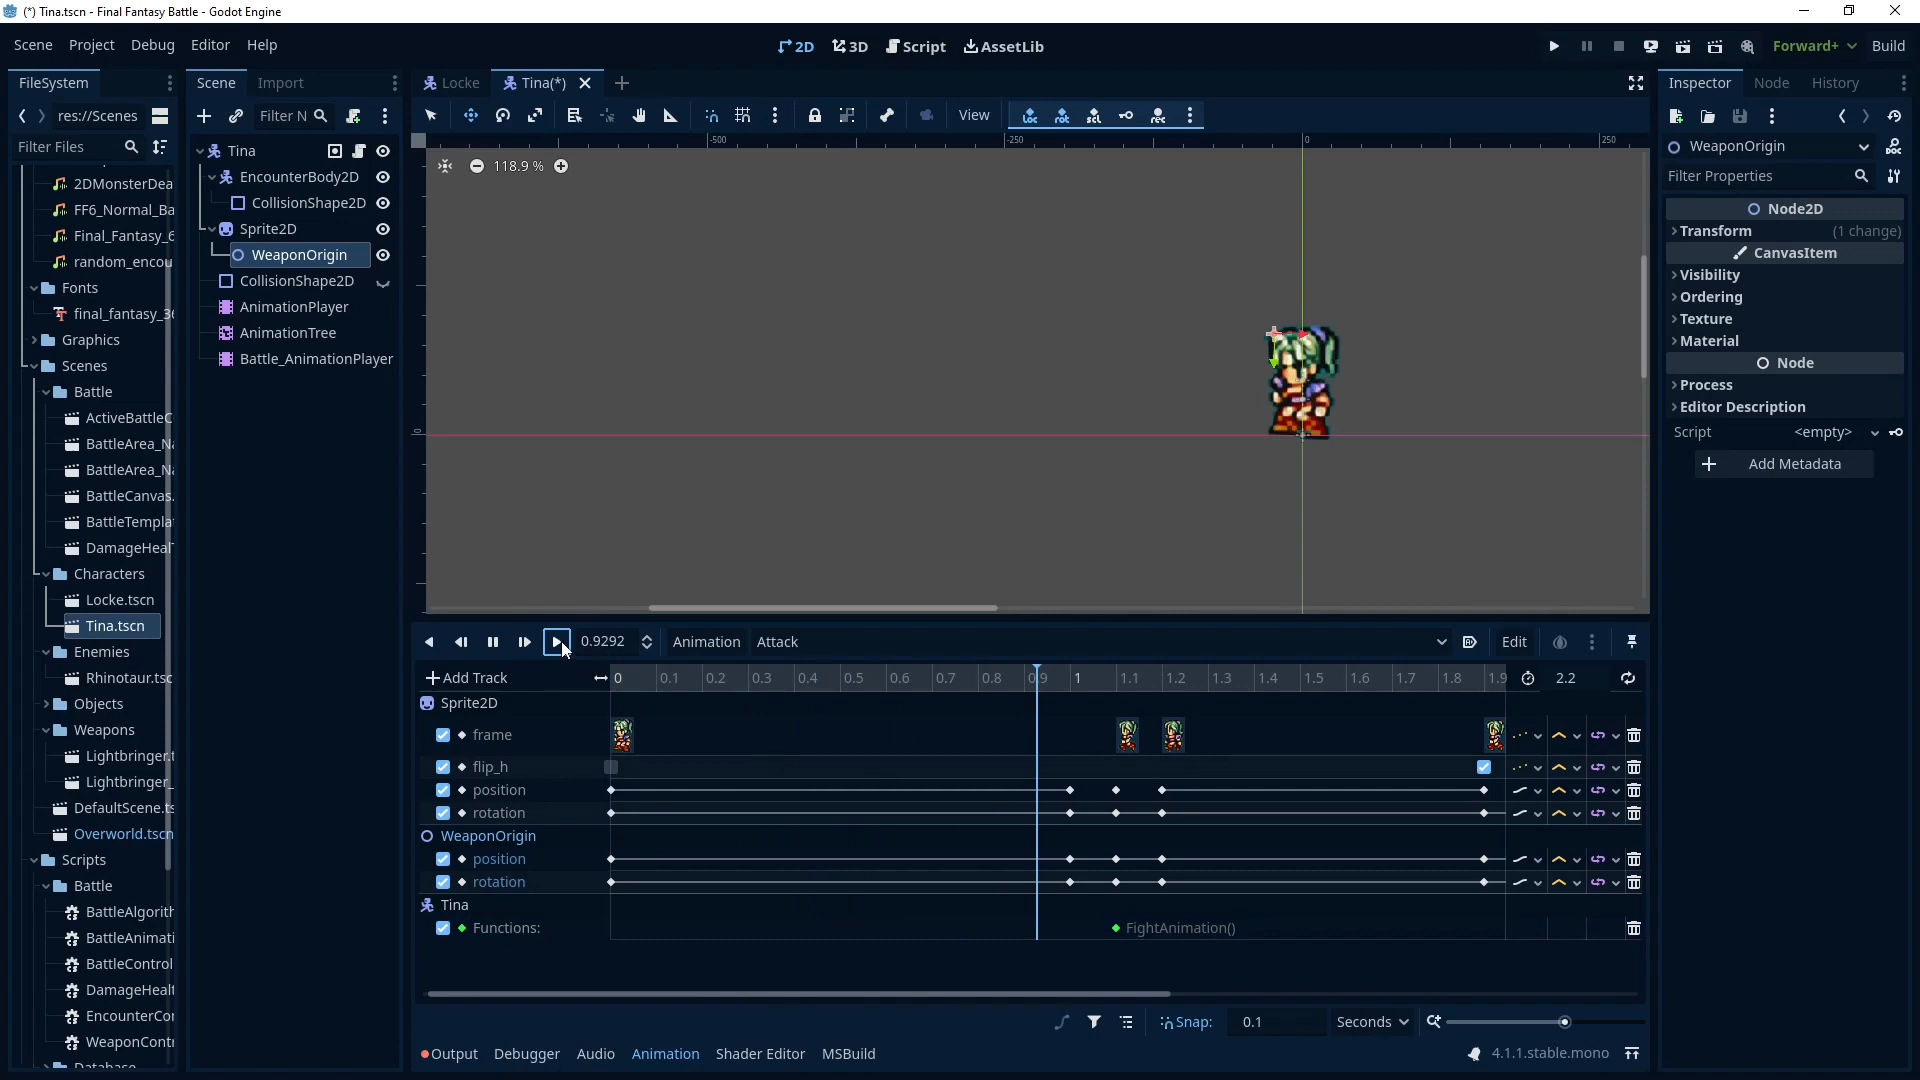 (*) Tina.tscn - Final Fantasy Battle - Godot Engine
Scene Project Debug Editor Help
2D 3D Script AssetLib
Forward+ Build
FileSystem
res://Scenes
Filter Files
2DMonsterDea
FF6_Normal_Ba
Final_Fantasy_6
random_encou
Fonts
final_fantasy_36
Graphics
Scenes
Battle
ActiveBattleC
BattleArea_Na
BattleArea_Na
BattleCanvas.
BattleTempla
DamageHeal
Characters
Locke.tscn
Tina.tscn
Enemies
Rhinotaur.tsc
Objects
Weapons
Lightbringer.t
Lightbringer_
DefaultScene.ts
Overworld.tscn
Scripts
Battle
BattleAlgorith
BattleAnimati
BattleControl
DamageHealt
EncounterCon
WeaponContr
Database
Scene Import
Filter N
Tina
EncounterBody2D
CollisionShape2D
Sprite2D
WeaponOrigin
CollisionShape2D
AnimationPlayer
AnimationTree
Battle_AnimationPlayer
Locke Tina(*)
View
-500 -250 0 250
118.9 %
0
0.9292 Animation Attack Edit
Add Track 0 0.1 0.2 0.3 0.4 0.5 0.6 0.7 0.8 0.9 1 1.1 1.2 1.3 1.4 1.5 1.6 1.7 1.8 1.9 2.2
Sprite2D
frame
flip_h
position
rotation
WeaponOrigin
position
rotation
Tina
Functions: FightAnimation()
Snap: 0.1 Seconds
Output Debugger Audio Animation Shader Editor MSBuild
4.1.1.stable.mono
Inspector Node History
WeaponOrigin
Filter Properties
Node2D
Transform (1 change)
CanvasItem
Visibility
Ordering
Texture
Material
Node
Process
Editor Description
Script <empty>
Add Metadata